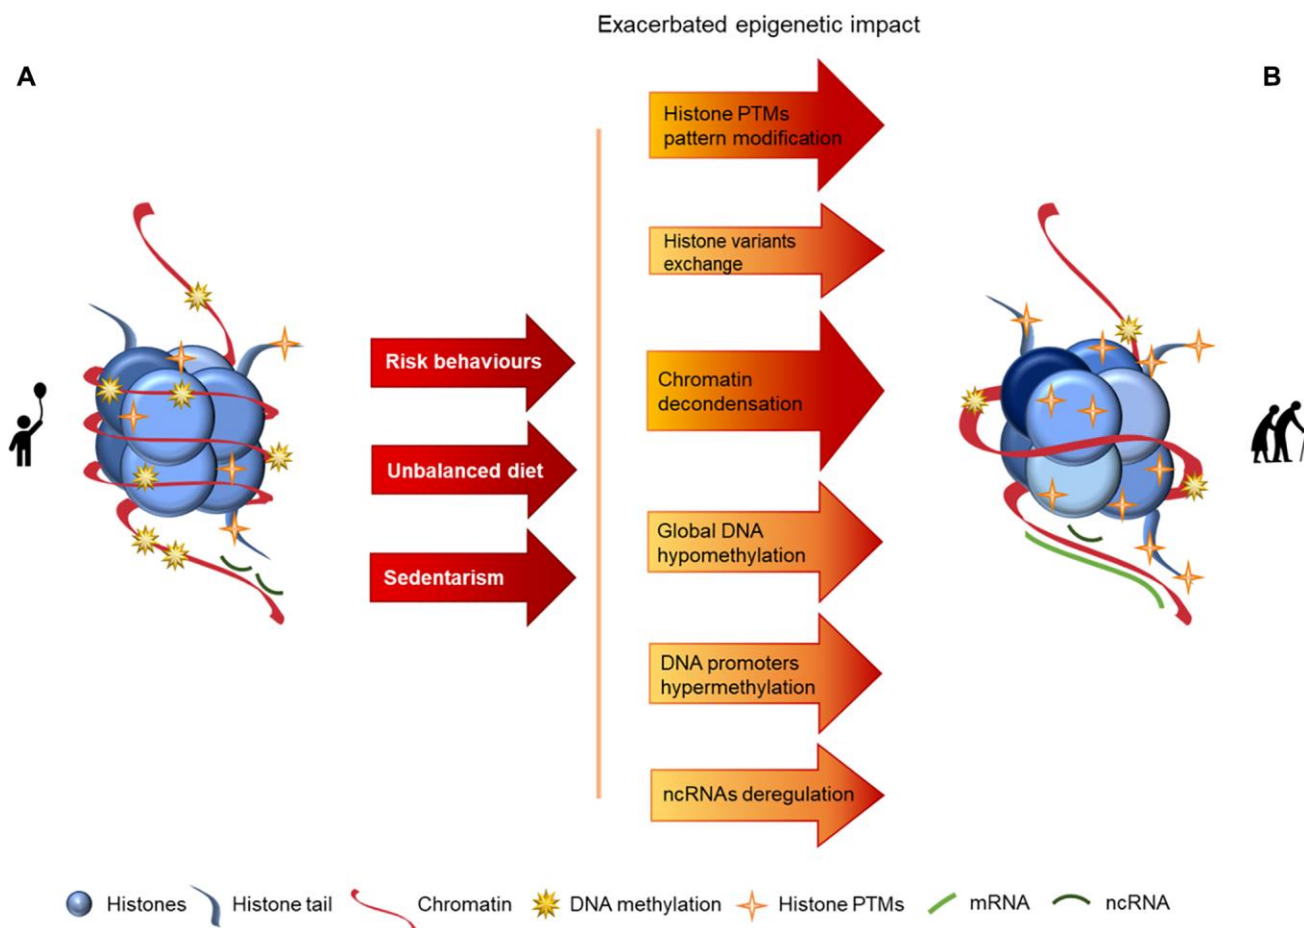 Exacerbated epigenetic impact
A
B
Histone PTMs
pattern modification
Histone variants
exchange
Risk behaviours
Chromatin
decondensation
Unbalanced diet
Global DNA
hypomethylation
Sedentarism
DNA promoters
hypermethylation
ncRNAs deregulation
Histones
Histone tail
Chromatin
DNA methylation
Histone PTMs
mRNA
ncRNA